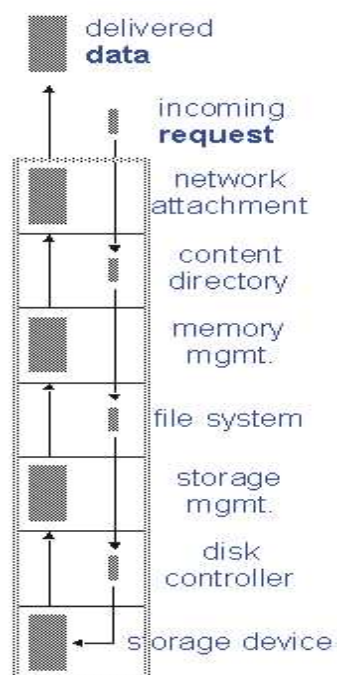 delivered
data
incoming
request
network
attachment
content
directory
memory
mgmt.
file system
storage
mgmt.
disk
controller
storage device